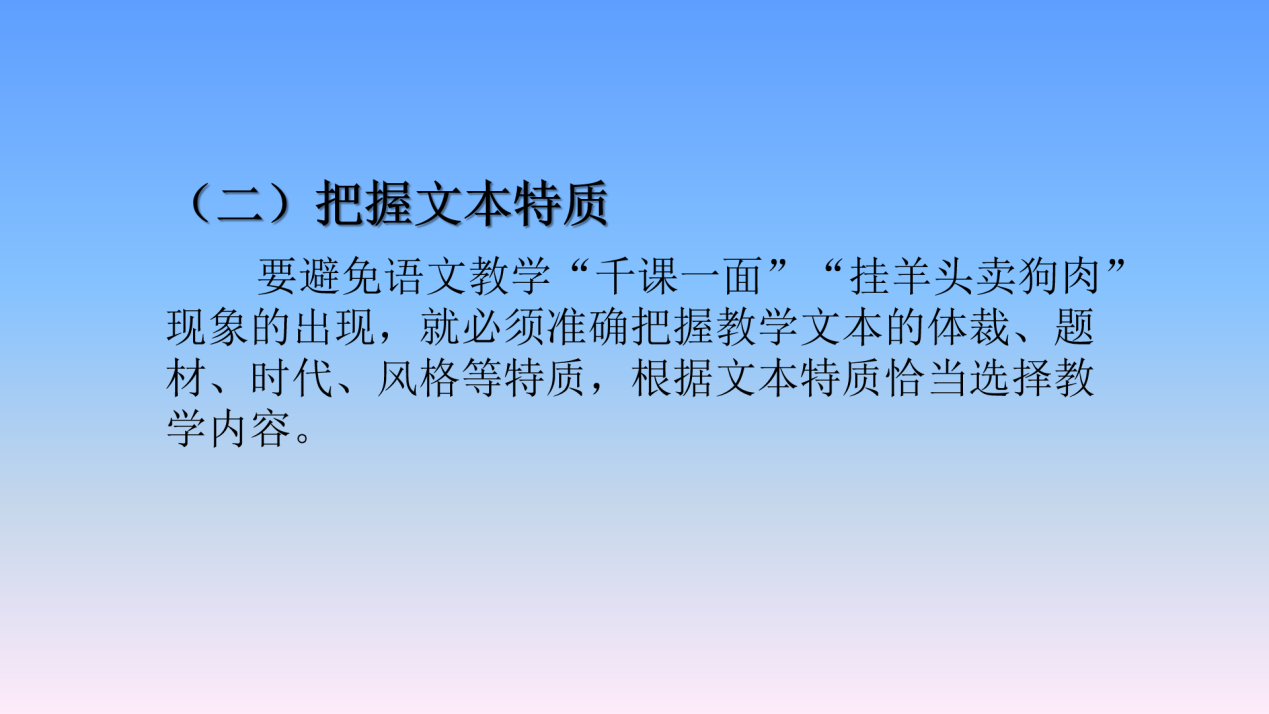 （二）把握文本特质
要避免语文教学“千课一面”“挂羊头卖狗肉”
现象的出现，就必须准确把握教学文本的体裁、题
材、时代、风格等特质，根据文本特质恰当选择教
学内容。